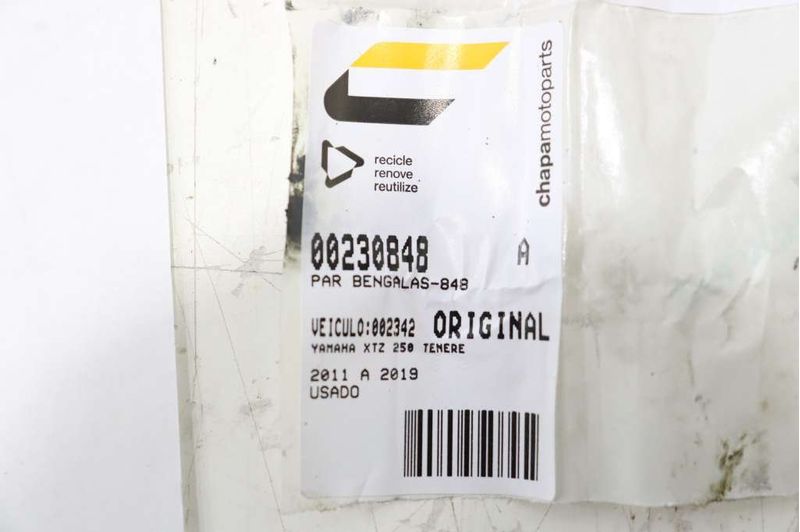 chapamotoparts
recicle
renove
reutilize
00230848 A
PAR BENGALAS-848
VEICULO:002342 ORIGINAL
YAMAHA XTZ 250 TENERE
2011 A 2019
USADO